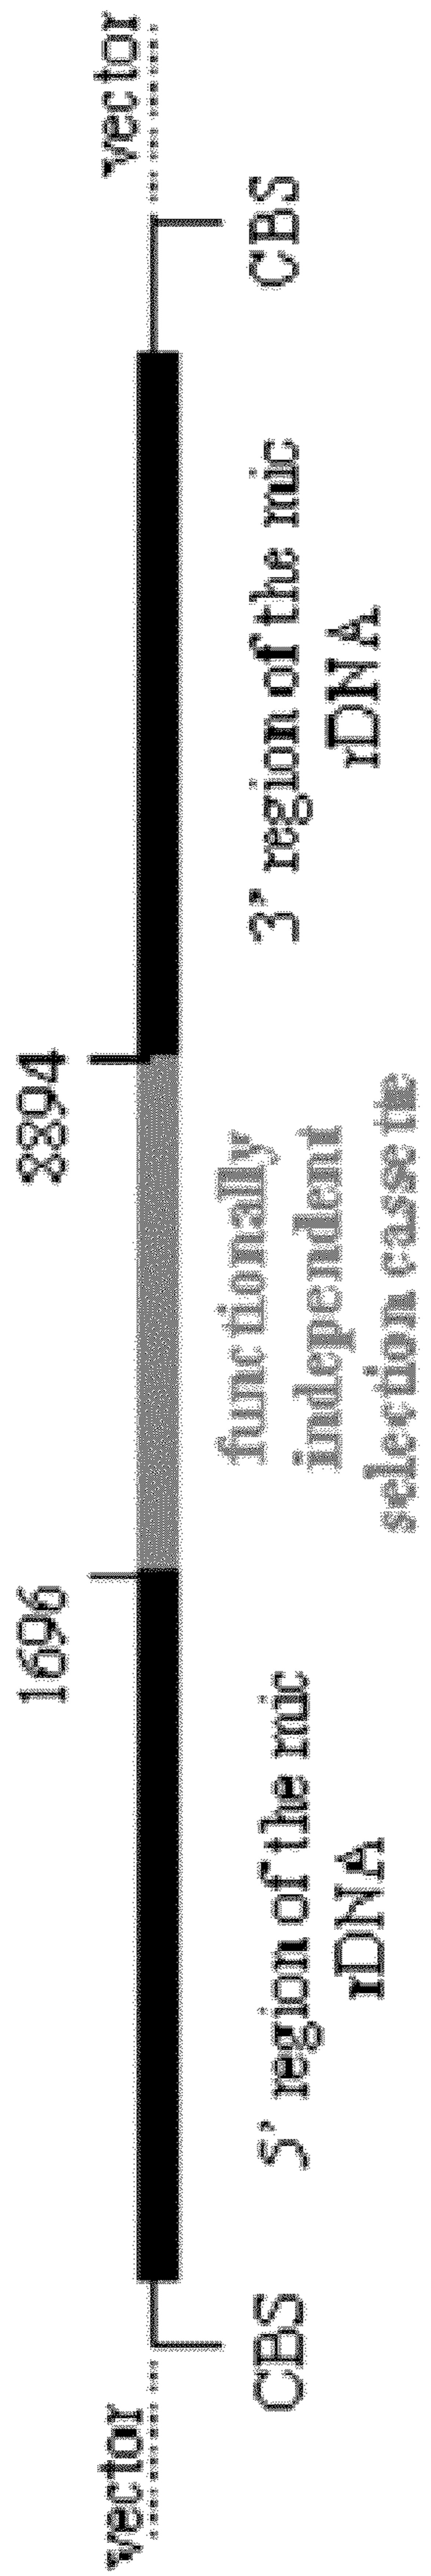 1696
8894
vector
vector
CBS
5' region of the mic
rDNA
functionally
independent
selection cassette
3' region of the mic
rDNA
CBS